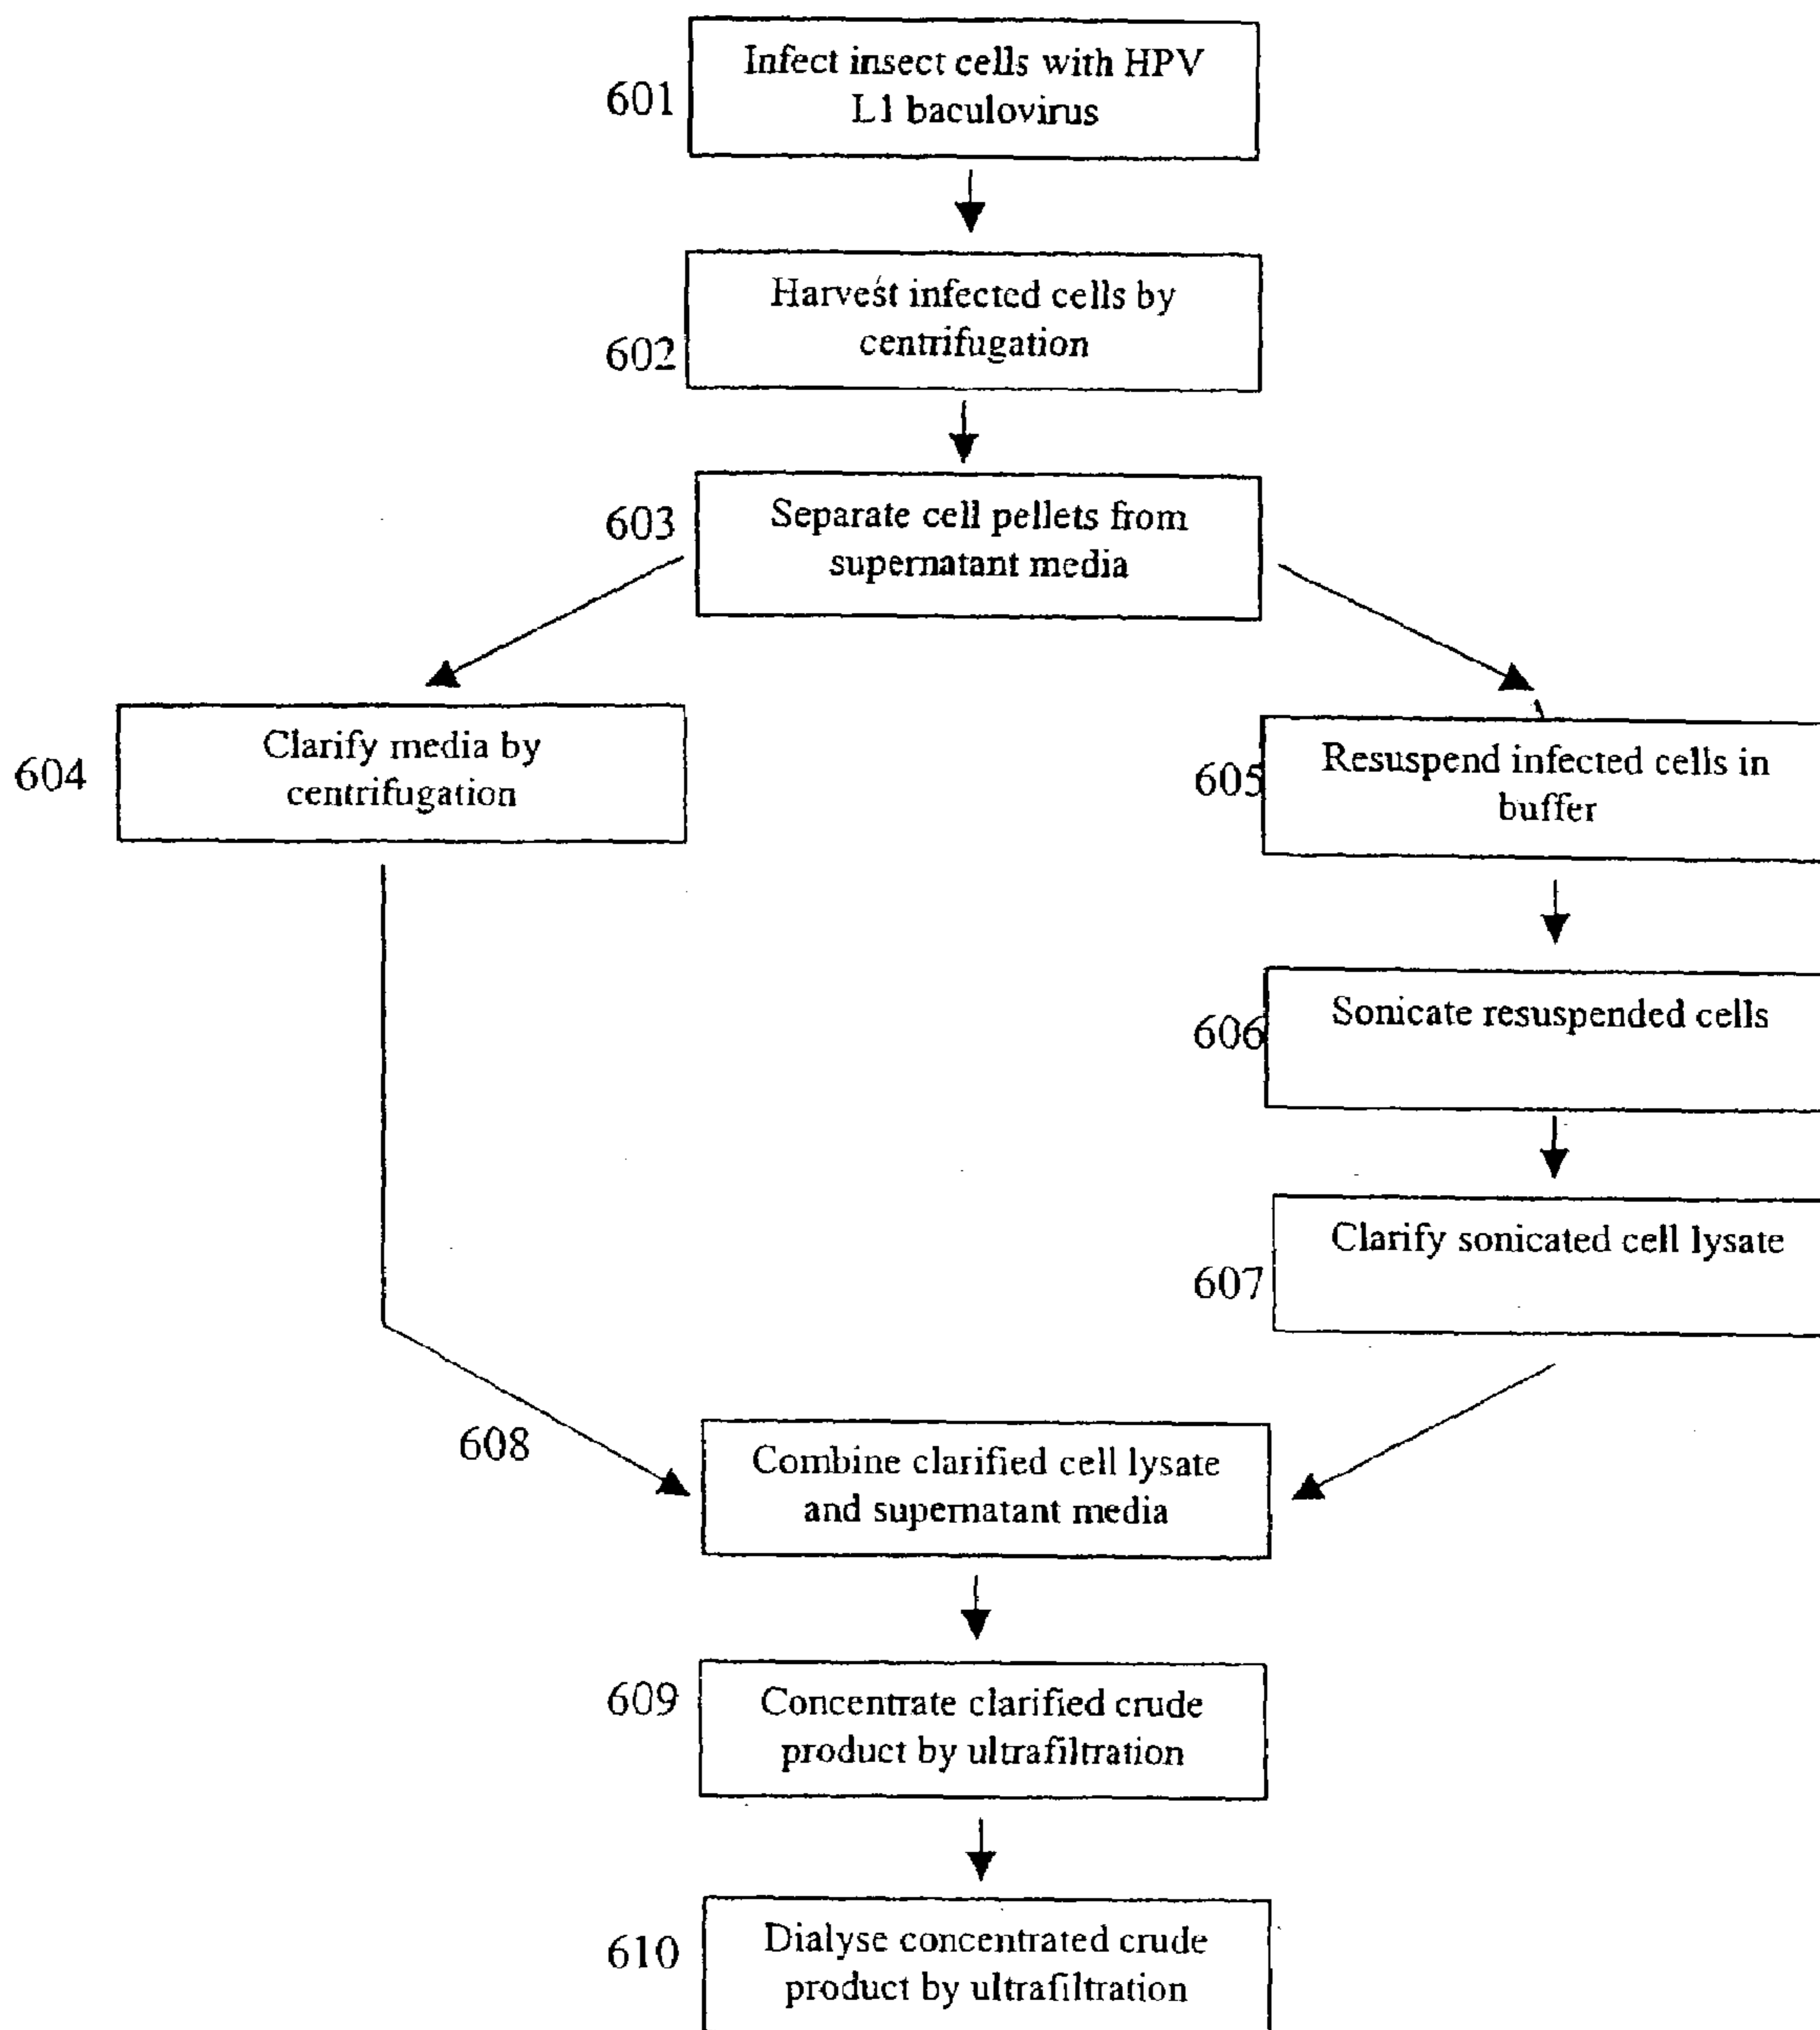 601
Infect insect cells with HPV
L1 baculovirus
602
Harvest infected cells by
centrifugation
603
Separate cell pellets from
supernatant media
604
Clarify media by
centrifugation
605
Resuspend infected cells in
buffer
606
Sonicate resuspended cells
607
Clarify sonicated cell lysate
608
Combine clarified cell lysate
and supernatant media
609
Concentrate clarified crude
product by ultrafiltration
610
Dialyse concentrated crude
product by ultrafiltration